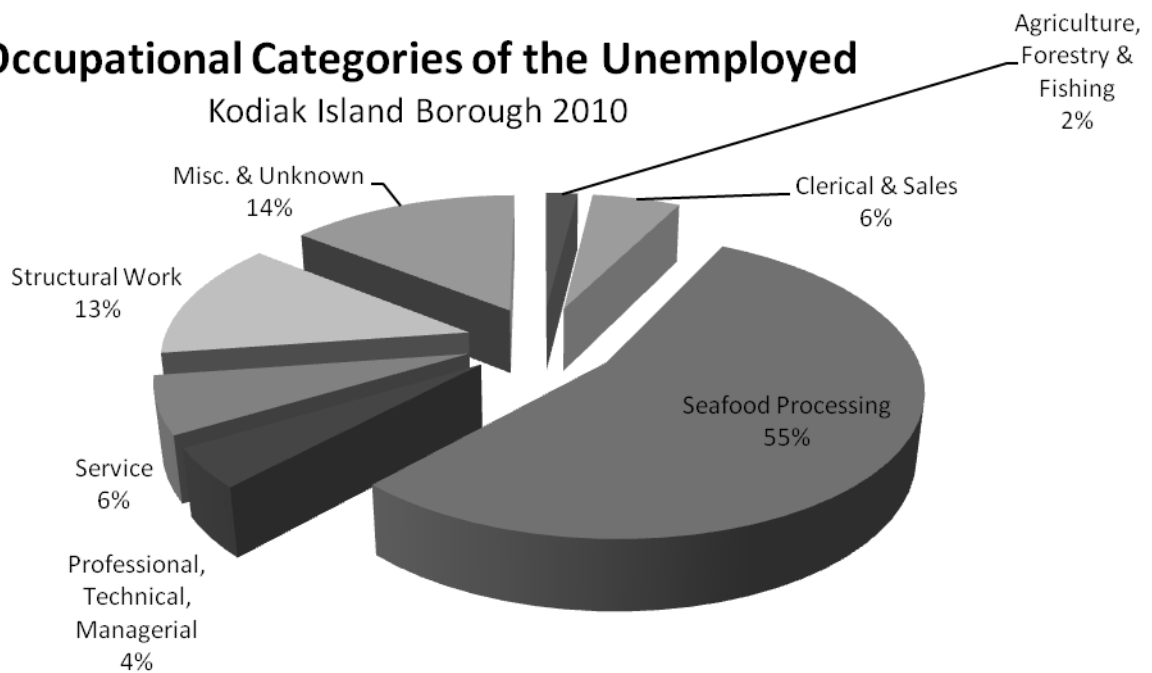 Occupational Categories of the Unemployed
Kodiak Island Borough 2010
Agriculture,
Forestry &
Fishing
2%
Clerical & Sales
6%
Seafood Processing
55%
Professional,
Technical,
Managerial
4%
Service
6%
Structural Work
13%
Misc. & Unknown
14%